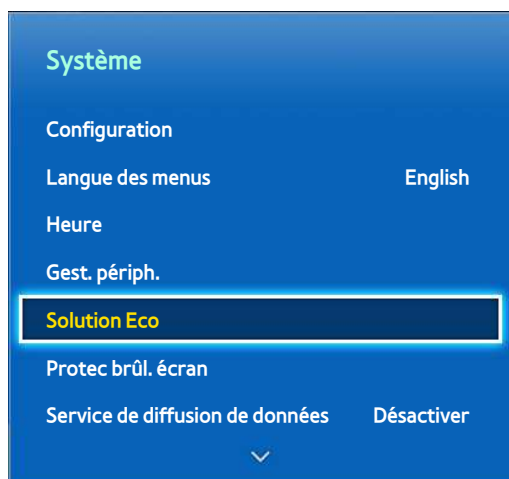 Système
Configuration
Langue des menus English
Heure
Gest. périph.
Solution Eco
Protec brûl. écran
Service de diffusion de données Désactiver